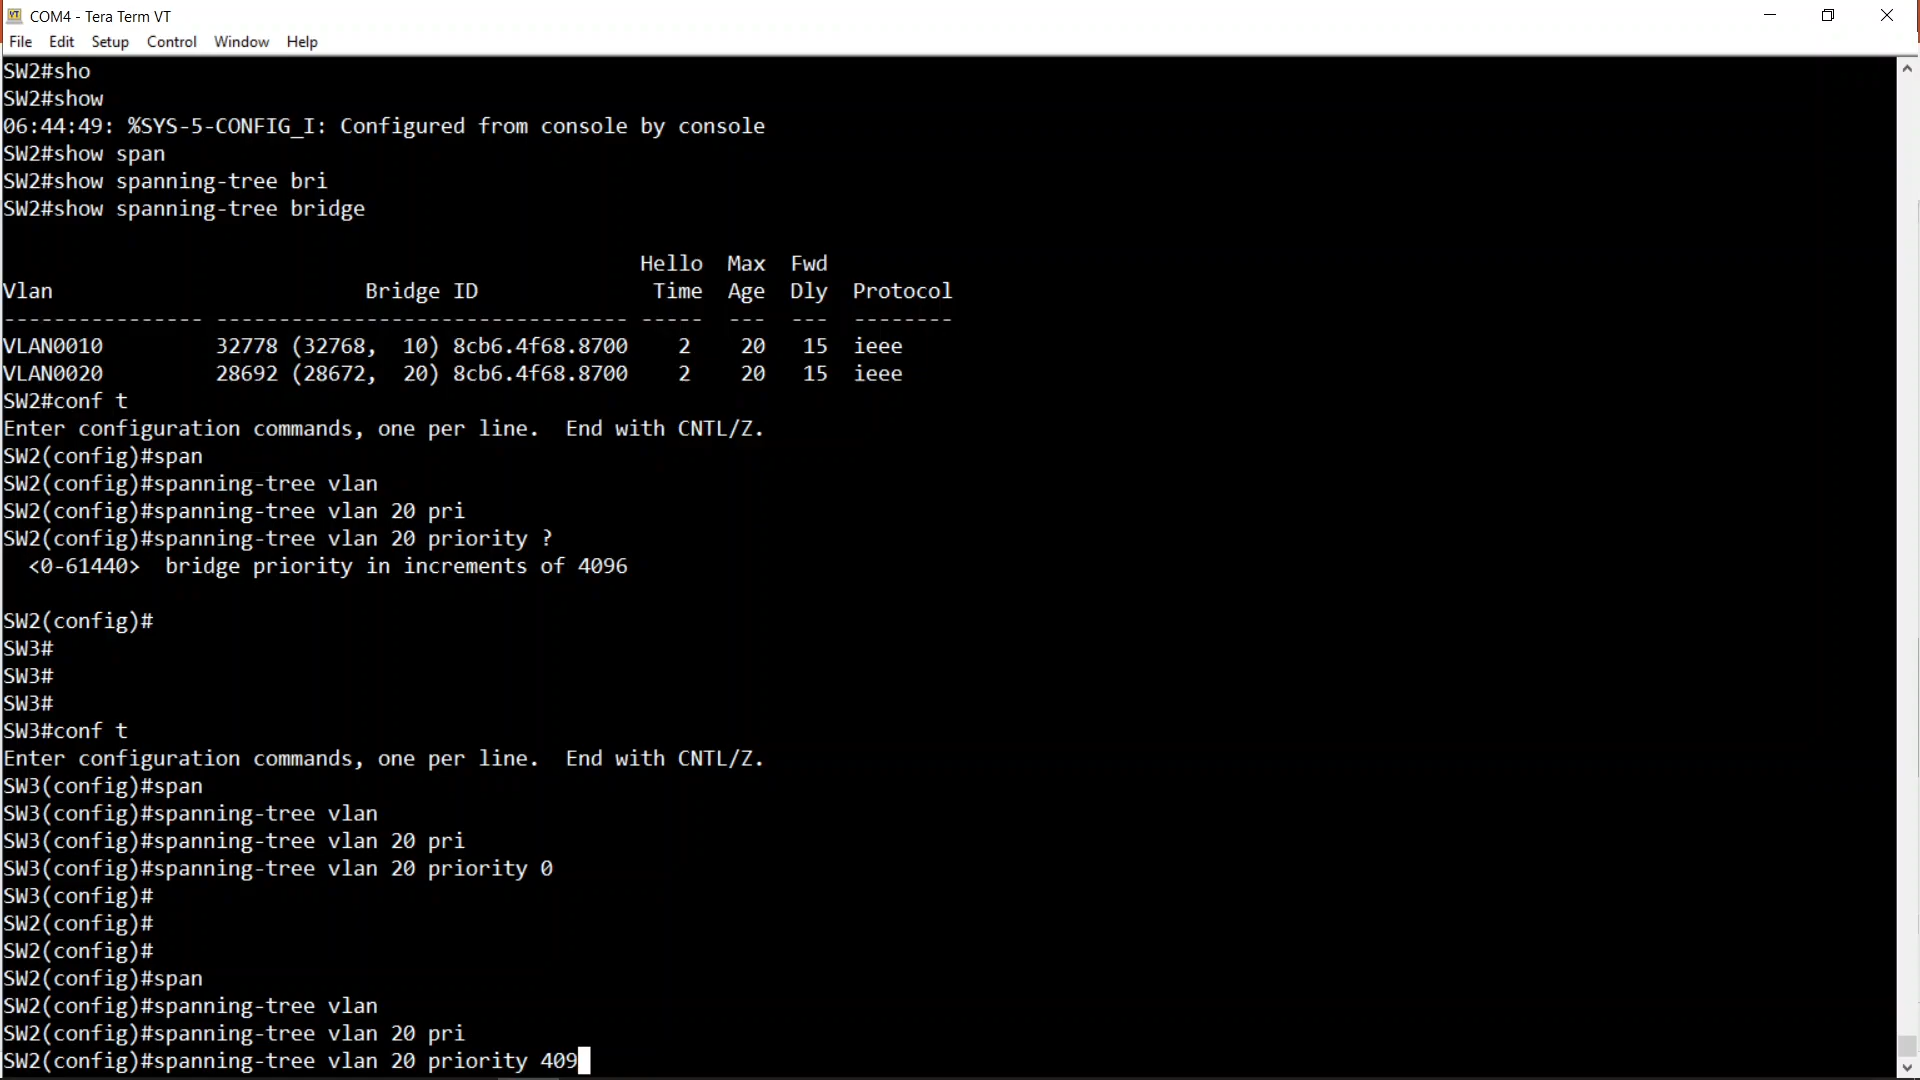 COM4 - Tera Term VT
File Edit Setup Control Window Help
SW2#sho
SW2#show
06:44:49: %SYS-5-CONFIG_I: Configured from console by console
SW2#show span
SW2#show spanning-tree bri
SW2#show spanning-tree bridge
Hello Max Fwd
Vlan Bridge ID Time Age Dly Protocol
---------------- --------------------------------- ----- --- --- --------
VLAN0010 32778 (32768, 10) 8cb6.4f68.8700 2 20 15 ieee
VLAN0020 28692 (28672, 20) 8cb6.4f68.8700 2 20 15 ieee
SW2#conf t
Enter configuration commands, one per line. End with CNTL/Z.
SW2(config)#span
SW2(config)#spanning-tree vlan
SW2(config)#spanning-tree vlan 20 pri
SW2(config)#spanning-tree vlan 20 priority ?
<0-61440> bridge priority in increments of 4096
SW2(config)#
SW3#
SW3#
SW3#
SW3#conf t
Enter configuration commands, one per line. End with CNTL/Z.
SW3(config)#span
SW3(config)#spanning-tree vlan
SW3(config)#spanning-tree vlan 20 pri
SW3(config)#spanning-tree vlan 20 priority 0
SW3(config)#
SW2(config)#
SW2(config)#
SW2(config)#span
SW2(config)#spanning-tree vlan
SW2(config)#spanning-tree vlan 20 pri
SW2(config)#spanning-tree vlan 20 priority 409